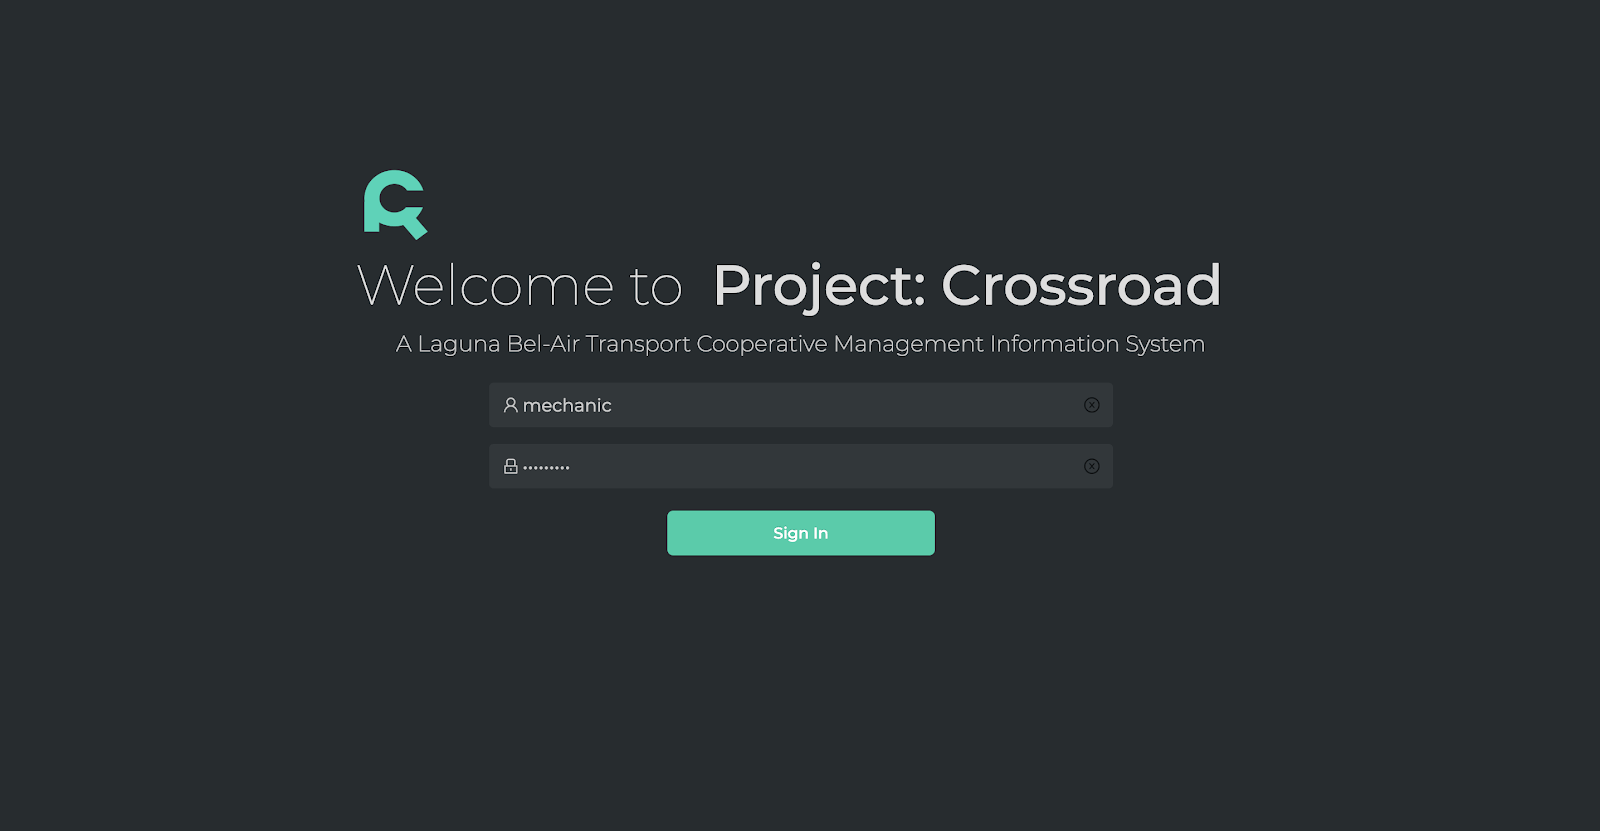 Welcome to Project: Crossroad
A Laguna Bel-Air Transport Cooperative Management Information System
mechanic
•••••••••
Sign In